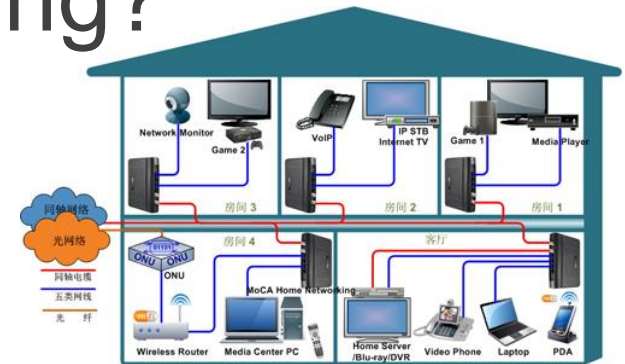 ng?
Network Monitor
Game 2
VoIP
IP STB
Internet TV
Game 1
Media Player
房间 3
房间 2
房间 1
同轴网络
光网络
房间 4
客厅
ONU ONU
ONU
同轴电缆
五类网线
光 纤
MoCA Home Networking
Wireless Router
Media Center PC
Home Server
/Blu-ray/DVR
Video Phone
Laptop
PDA